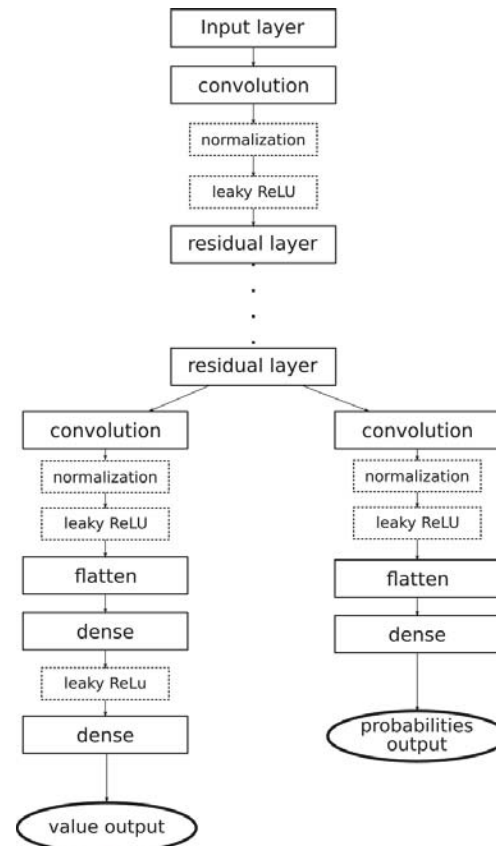 Input layer
convolution
normalization
leaky ReLU
residual layer
residual layer
convolution
normalization
leaky ReLU
flatten
dense
leaky ReLu
dense
value output
convolution
normalization
leaky ReLU
flatten
dense
probabilities
output